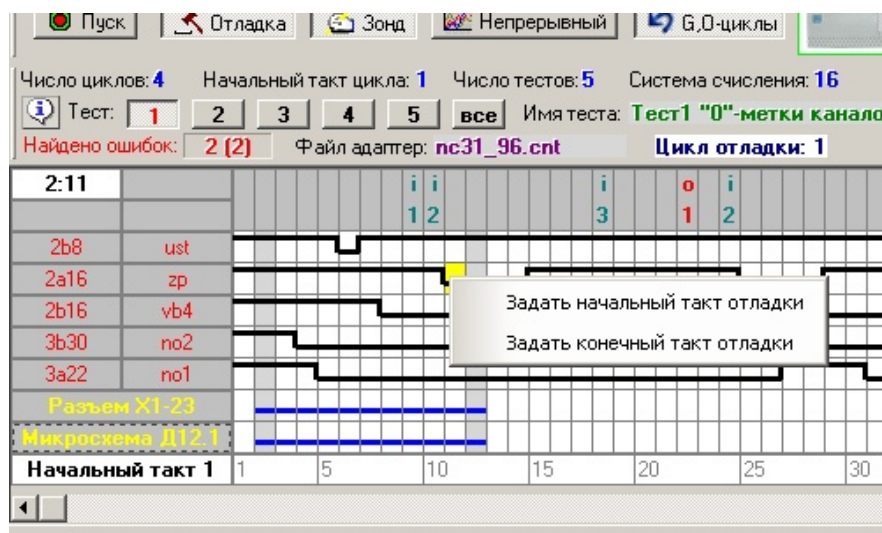 Пуск Отладка Зонд Непрерывный G,O-циклы
Число циклов: 4 Начальный такт цикла: 1 Число тестов: 5 Система счисления: 16
Тест: 1 2 3 4 5 все Имя теста: Тест1 "0"-метки канало
Найдено ошибок: 2 (2) Файл адаптер: nc31_96.cnt Цикл отладки: 1
2:11 i i i o i
1 2 3 1 2
2b8 ust
2a16 zp
2b16 vb4
3b30 no2
3a22 no1
Задать начальный такт отладки
Задать конечный такт отладки
Разъем X1-23
Микросхема Д12.1
Начальный такт 1 1 5 10 15 20 25 30